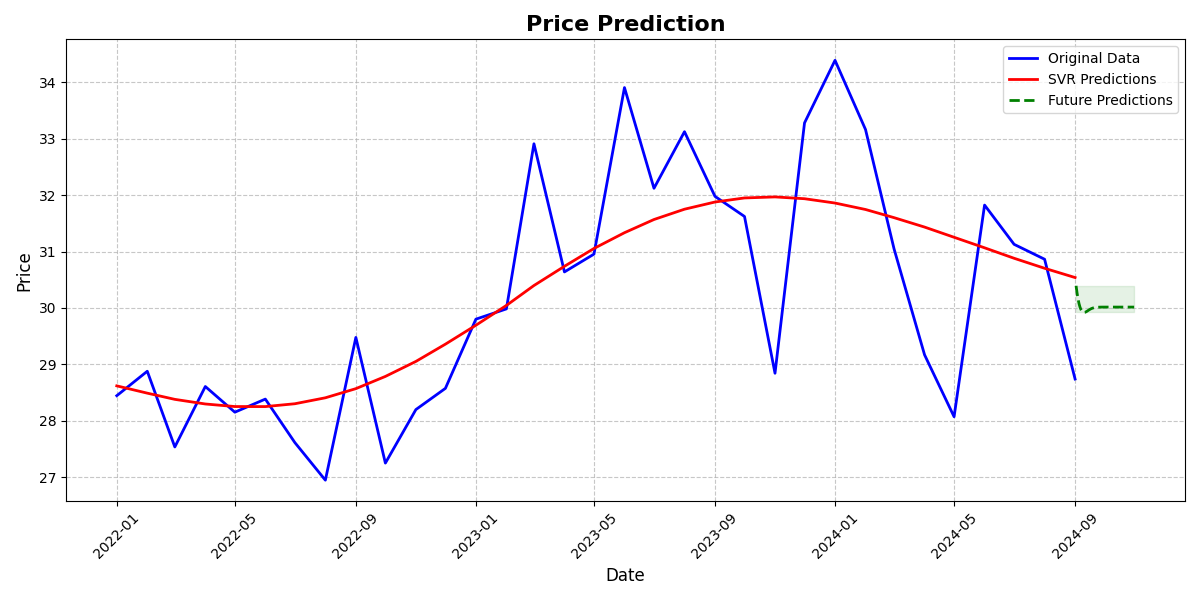 Price Prediction
Original Data
SVR Predictions
Future Predictions
Price
34
33
32
31
30
29
28
27
2022-01
2022-05
2022-09
2023-01
2023-05
2023-09
2024-01
2024-05
2024-09
Date